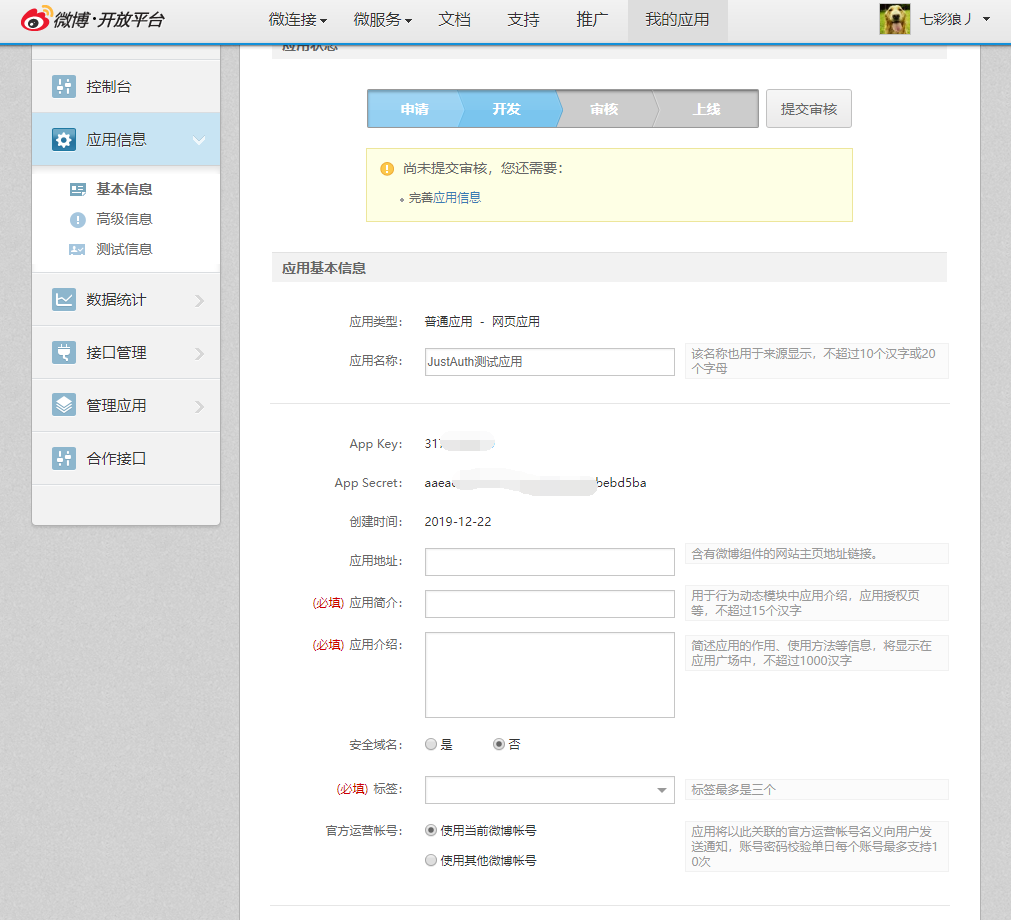 微博·开放平台 微连接 微服务 文档 支持 推广 我的应用 七彩狼丿
控制台
应用信息
基本信息
高级信息
测试信息
数据统计
接口管理
管理应用
合作接口
应用状态
申请 开发 审核 上线 提交审核
尚未提交审核，您还需要：
完善应用信息
应用基本信息
应用类型： 普通应用 - 网页应用
应用名称： JustAuth测试应用
该名称也用于来源显示，不超过10个汉字或20
个字母
App Key: 317
App Secret: aaea bebd5ba
创建时间： 2019-12-22
应用地址：
含有微博组件的网站主页地址链接。
(必填) 应用简介：
用于行为动态模块中应用介绍，应用授权页
等，不超过15个汉字
(必填) 应用介绍：
简述应用的作用、使用方法等信息，将显示在
应用广场中，不超过1000汉字
安全域名： 是 否
(必填) 标签：
标签最多是三个
官方运营帐号： 使用当前微博帐号
使用其他微博帐号
应用将以此关联的官方运营帐号名义向用户发
送通知，账号密码校验单日每个账号最多支持1
0次